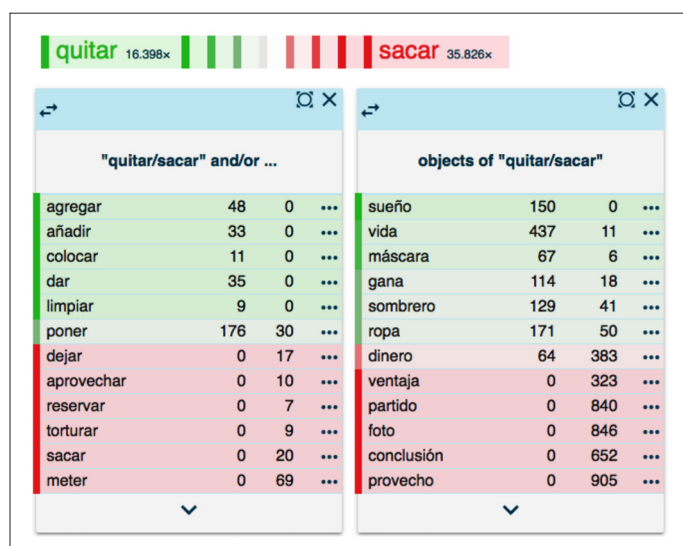 quitar 16.398× sacar 35.826×
"quitar/sacar" and/or ...
agregar 48 0 •••
añadir 33 0 •••
colocar 11 0 •••
dar 35 0 •••
limpiar 9 0 •••
poner 176 30 •••
dejar 0 17 •••
aprovechar 0 10 •••
reservar 0 7 •••
torturar 0 9 •••
sacar 0 20 •••
meter 0 69 •••
objects of "quitar/sacar"
sueño 150 0 •••
vida 437 11 •••
máscara 67 6 •••
gana 114 18 •••
sombrero 129 41 •••
ropa 171 50 •••
dinero 64 383 •••
ventaja 0 323 •••
partido 0 840 •••
foto 0 846 •••
conclusión 0 652 •••
provecho 0 905 •••